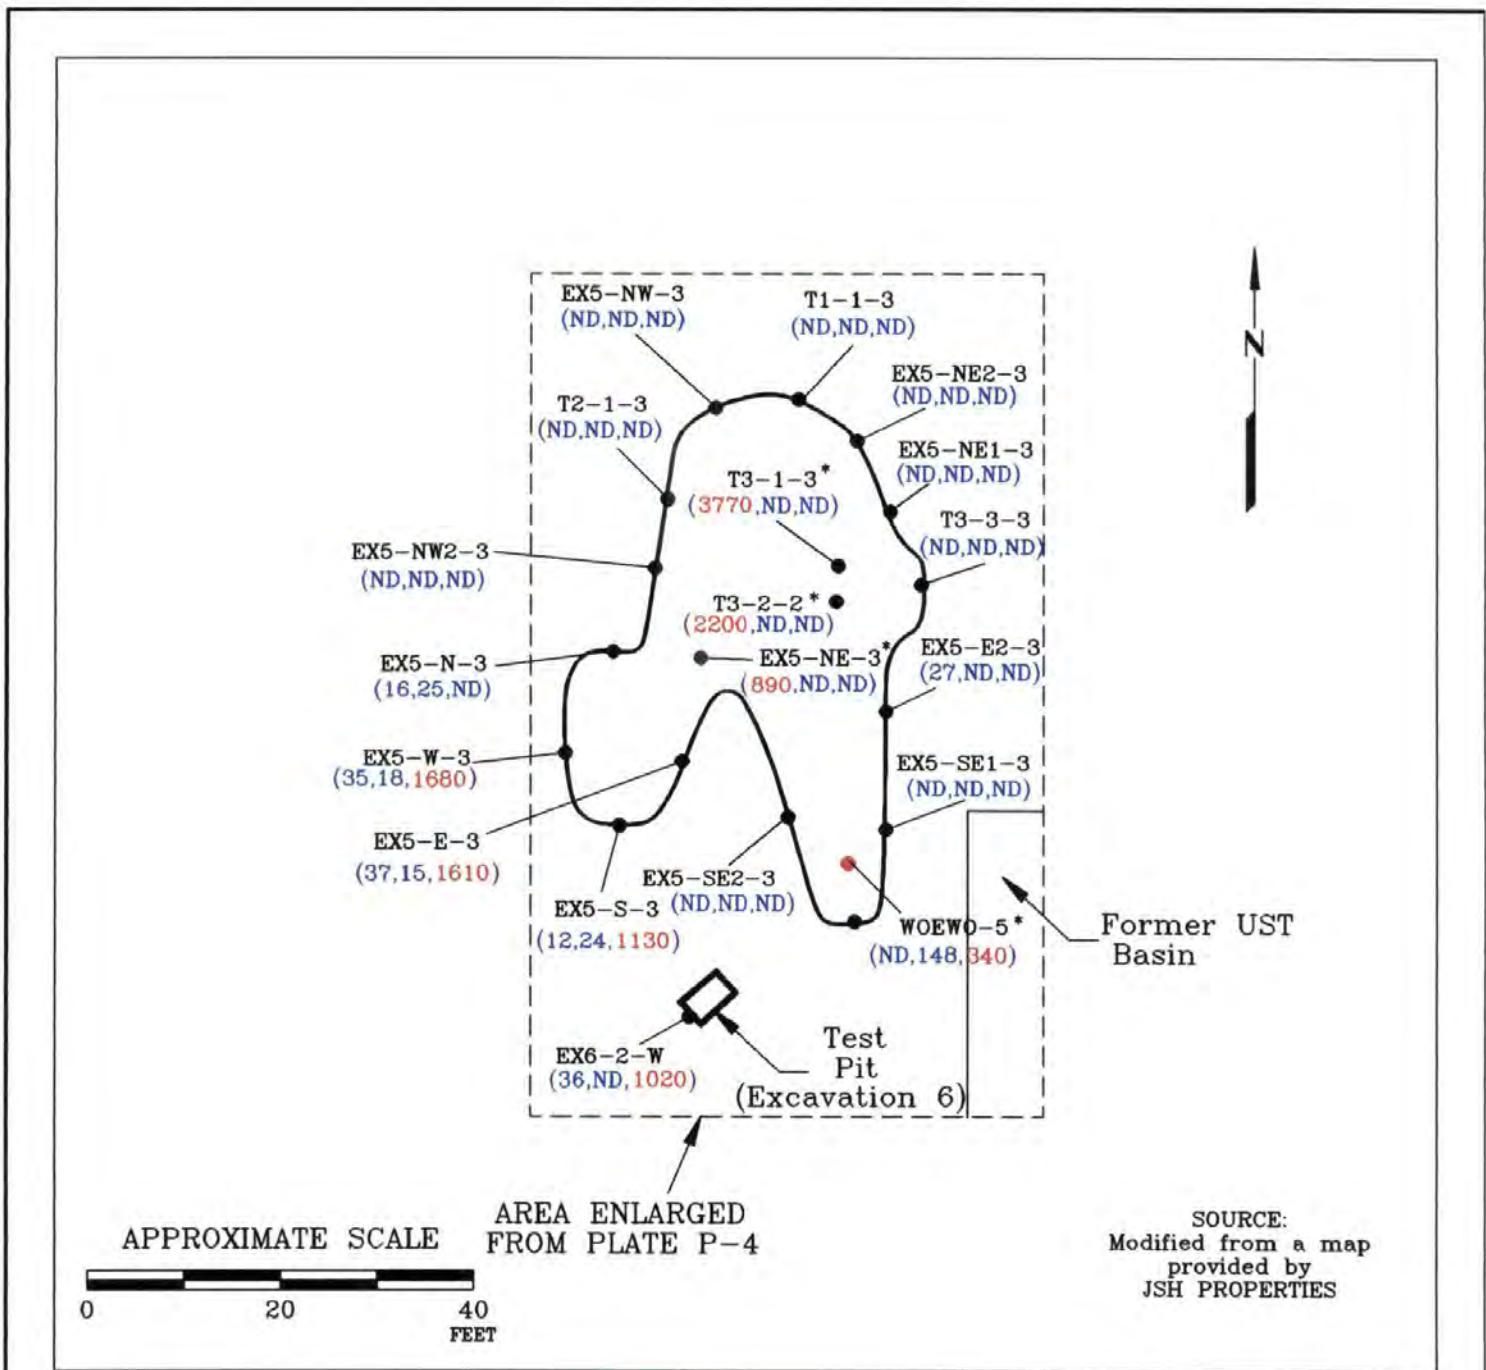 EX5-NW-3
(ND,ND,ND)
T1-1-3
(ND,ND,ND)
EX5-NE2-3
(ND,ND,ND)
T2-1-3
(ND,ND,ND)
EX5-NE1-3
(ND,ND,ND)
T3-1-3*
(3770,ND,ND)
T3-3-3
(ND,ND,ND)
N
EX5-NW2-3
(ND,ND,ND)
T3-2-2*
(2200,ND,ND)
EX5-NE-3*
(890,ND,ND)
EX5-E2-3
(27,ND,ND)
EX5-N-3
(16,25,ND)
EX5-W-3
(35,18,1680)
EX5-SE1-3
(ND,ND,ND)
EX5-E-3
(37,15,1610)
EX5-SE2-3
(ND,ND,ND)
EX5-S-3
(12,24,1130)
WOEWO-5*
(ND,148,340)
Former UST
Basin
EX6-2-W
(36,ND,1020)
Test
Pit
(Excavation 6)
AREA ENLARGED
FROM PLATE P-4
APPROXIMATE SCALE
0 20 40
FEET
SOURCE:
Modified from a map
provided by
JSH PROPERTIES